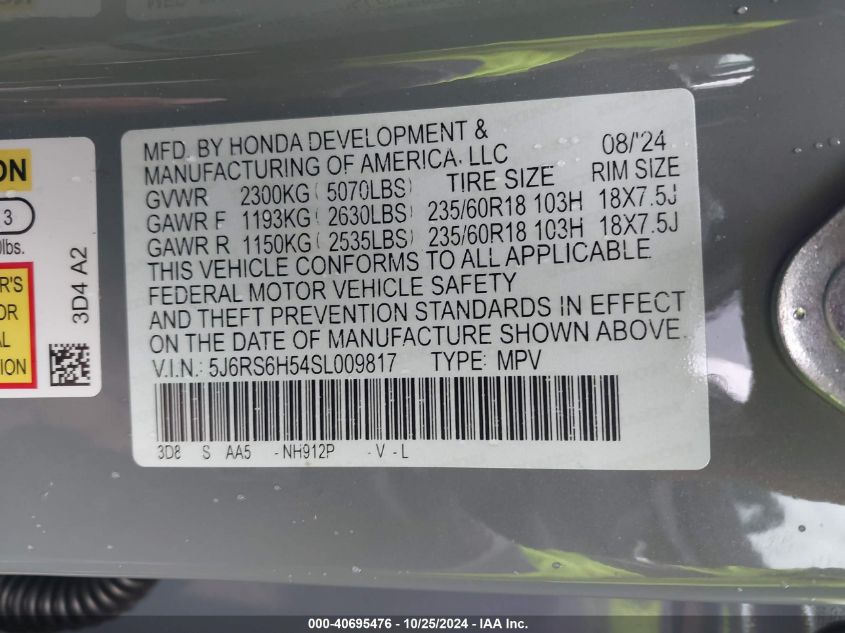 MFD. BY HONDA DEVELOPMENT & 08/'24
MANUFACTURING OF AMERICA, LLC
TIRE SIZE RIM SIZE
GVWR 2300KG( 5070LBS)
GAWR F 1193KG( 2630LBS) 235/60R18 103H 18X7.5J
GAWR R 1150KG( 2535LBS) 235/60R18 103H 18X7.5J
THIS VEHICLE CONFORMS TO ALL APPLICABLE
FEDERAL MOTOR VEHICLE SAFETY
AND THEFT PREVENTION STANDARDS IN EFFECT
ON THE DATE OF MANUFACTURE SHOWN ABOVE.
V.I.N.: 5J6RS6H54SL009817 TYPE: MPV
3D8 S AA5 -NH912P -V -L
ON
3
lbs.
R'S
OR
AL
3D4 A2
000-40695476 - 10/25/2024 - IAA Inc.